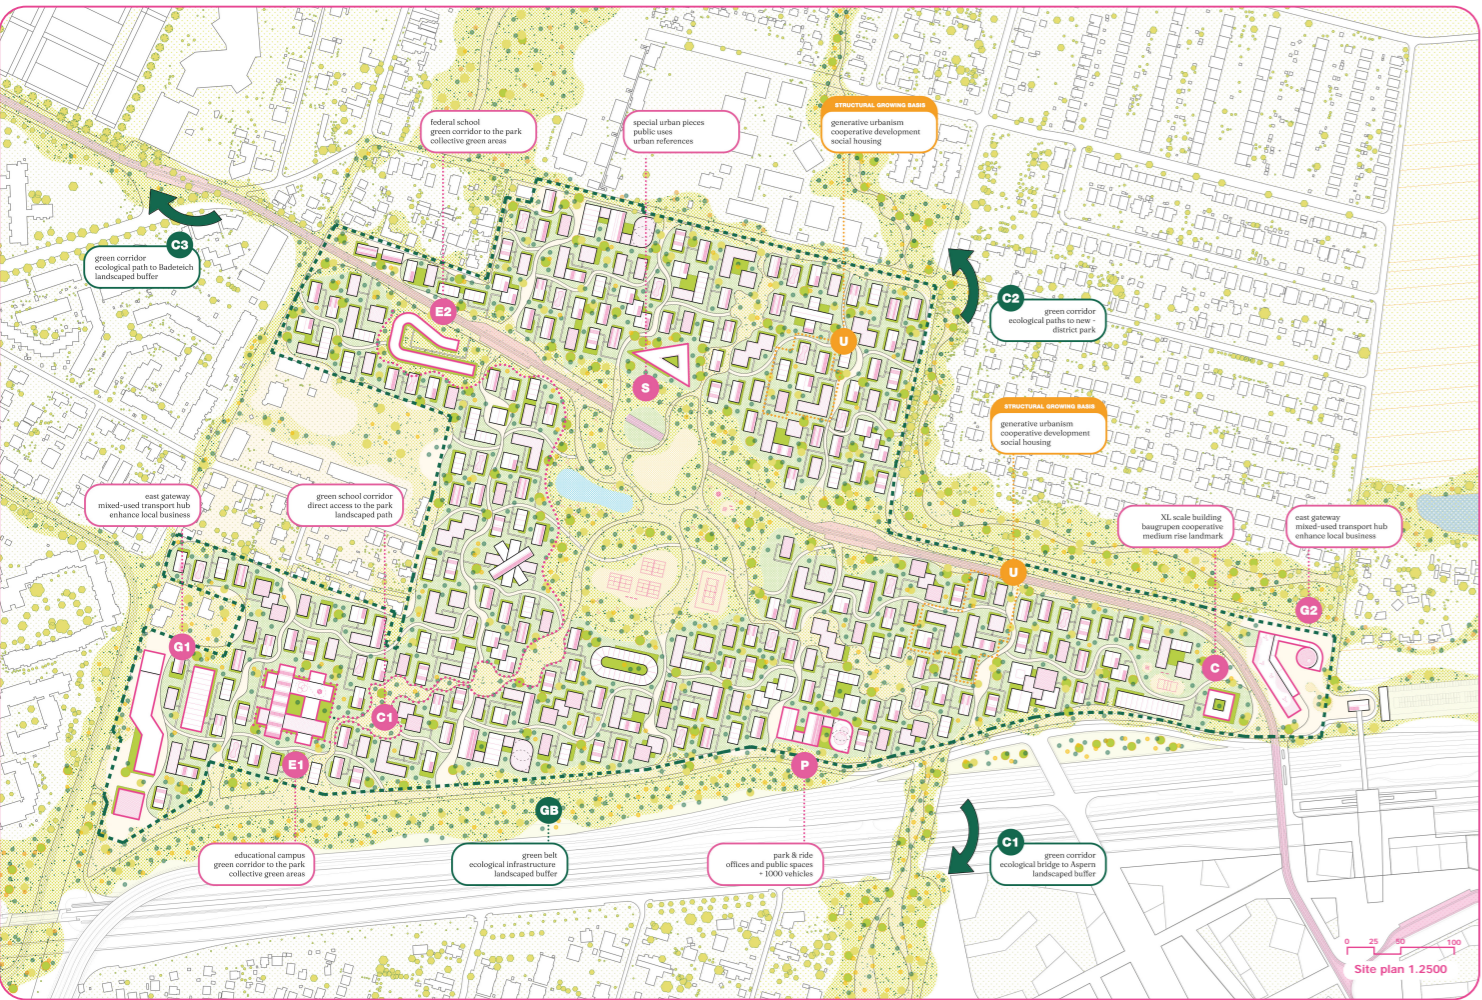 STRUCTURAL GROWING BASIS
generative urbanism
cooperative development
social housing
federal school
green corridor to the park
collective green areas
special urban pieces
public uses
urban references
C3
green corridor
ecological path to Badeteich
landscaped buffer
C2
green corridor
ecological paths to new -
district park
E2
U
S
STRUCTURAL GROWING BASIS
generative urbanism
cooperative development
social housing
east gateway
mixed-used transport hub
enhance local business
green school corridor
direct access to the park
landscaped path
XL scale building
baugrupen cooperative
medium rise landmark
east gateway
mixed-used transport hub
enhance local business
U
G2
G1
C
C1
E1
P
GB
educational campus
green corridor to the park
collective green areas
green belt
ecological infrastructure
landscaped buffer
park & ride
offices and public spaces
+ 1000 vehicles
C1
green corridor
ecological bridge to Aspern
landscaped buffer
0 25 50 100
Site plan 1.2500